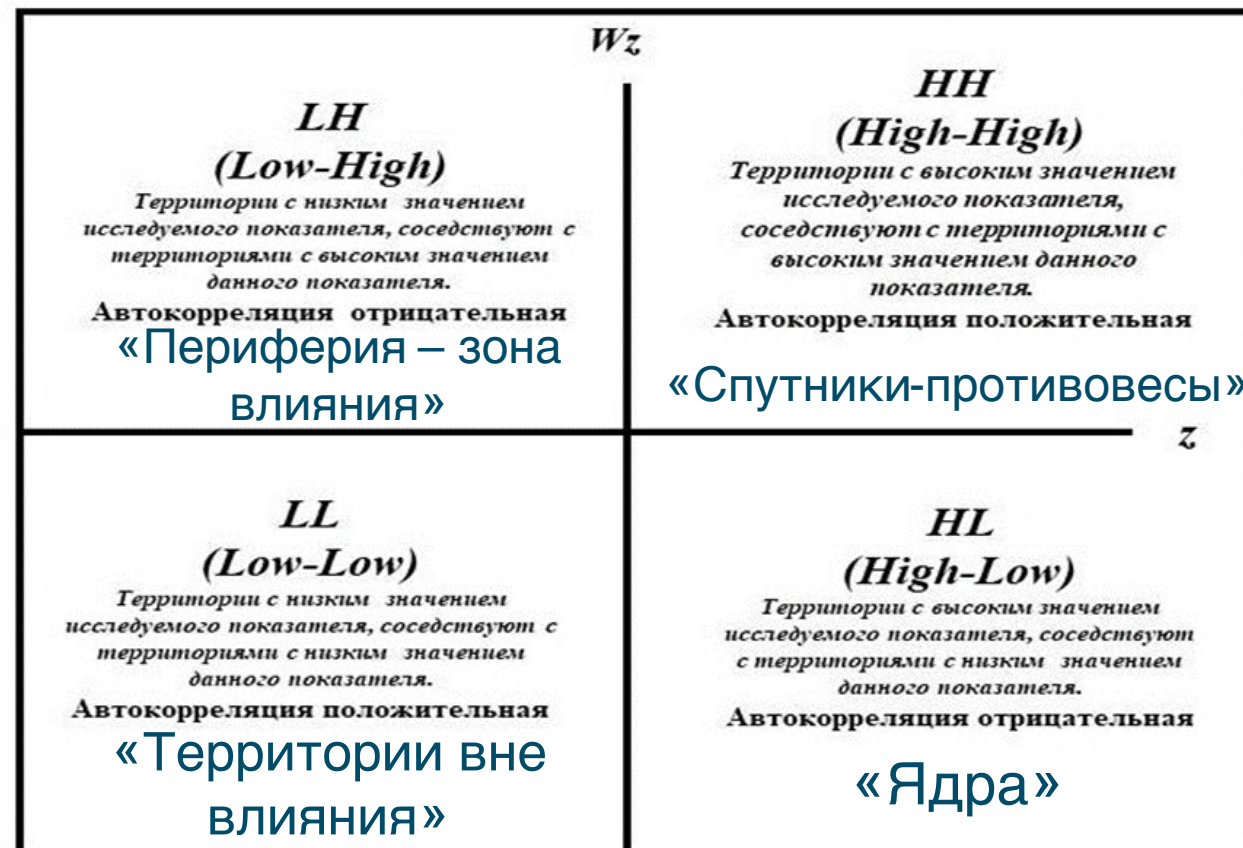 Wz
LH
(Low-High)
Территории с низким значением
исследуемого показателя, соседствуют с
территориями с высоким значением
данного показателя.
Автокорреляция отрицательная
«Периферия – зона
влияния»
HH
(High-High)
Территории с высоким значением
исследуемого показателя,
соседствуют с территориями с
высоким значением данного
показателя.
Автокорреляция положительная
«Спутники-противовесы»
z
LL
(Low-Low)
Территории с низким значением
исследуемого показателя, соседствуют с
территориями с низким значением
данного показателя.
Автокорреляция положительная
«Территории вне
влияния»
HL
(High-Low)
Территории с высоким значением
исследуемого показателя, соседствуют
с территориями с низким значением
данного показателя.
Автокорреляция отрицательная
«Ядра»